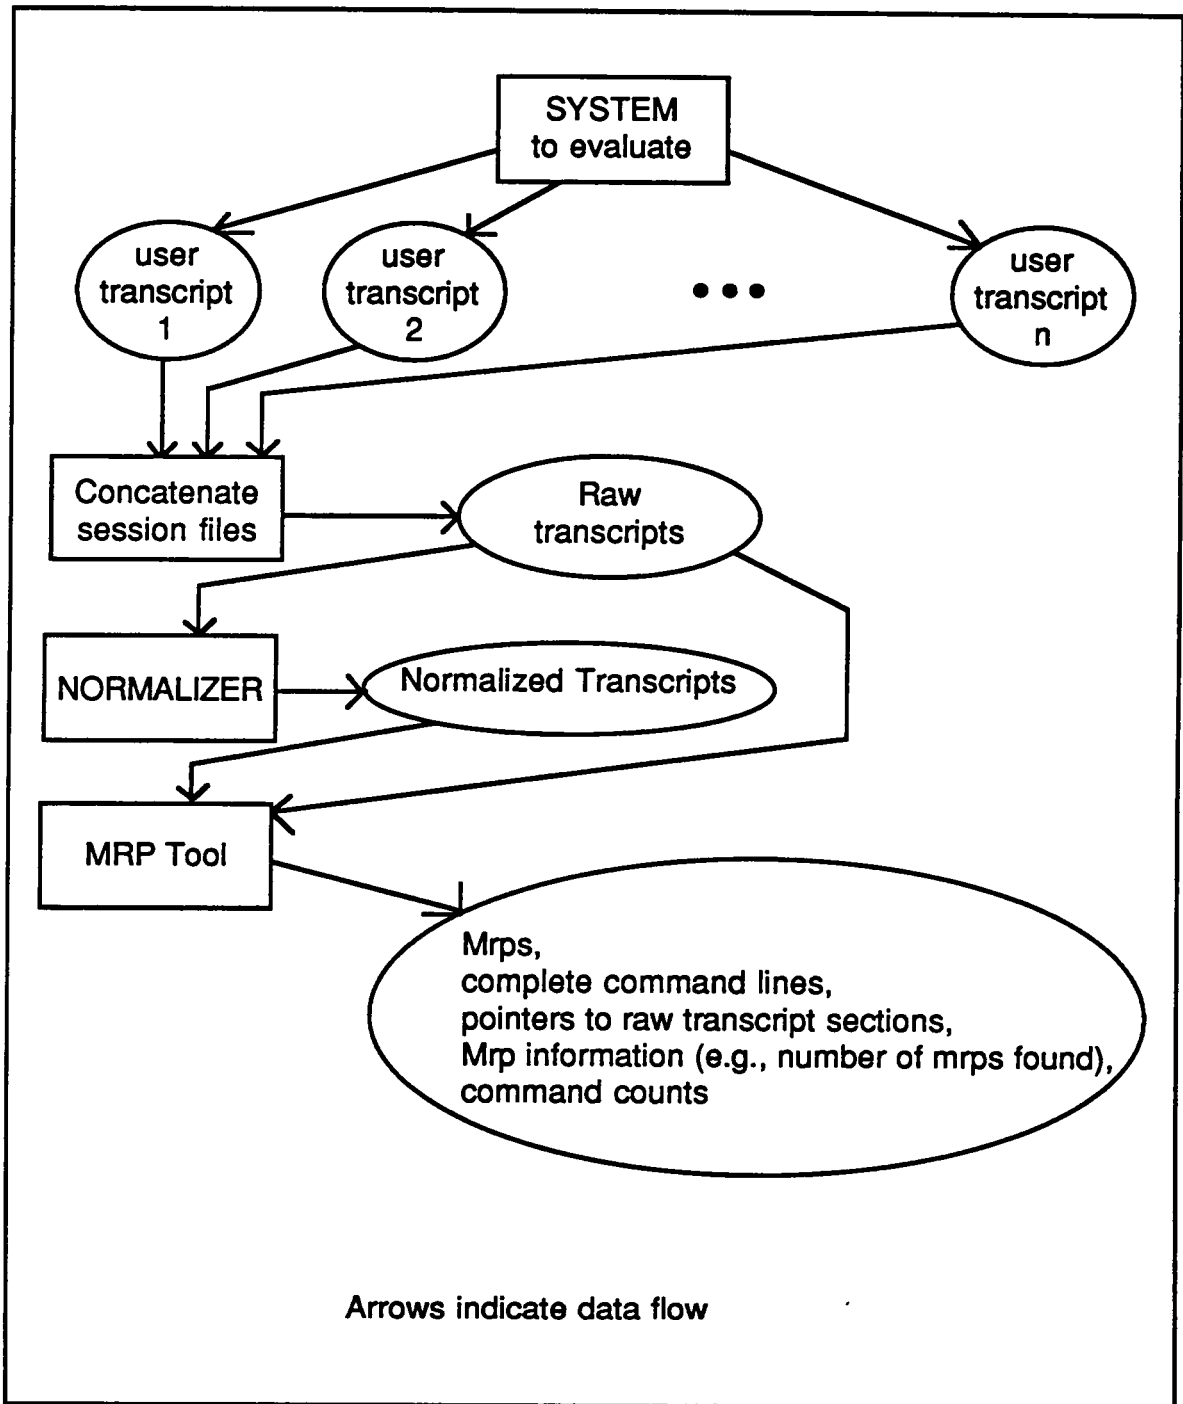 SYSTEM
to evaluate
user
transcript
1
user
transcript
2
user
transcript
n
Concatenate
session files
Raw
transcripts
NORMALIZER
Normalized Transcripts
MRP Tool
Mrps,
complete command lines,
pointers to raw transcript sections,
Mrp information (e.g., number of mrps found),
command counts
Arrows indicate data flow